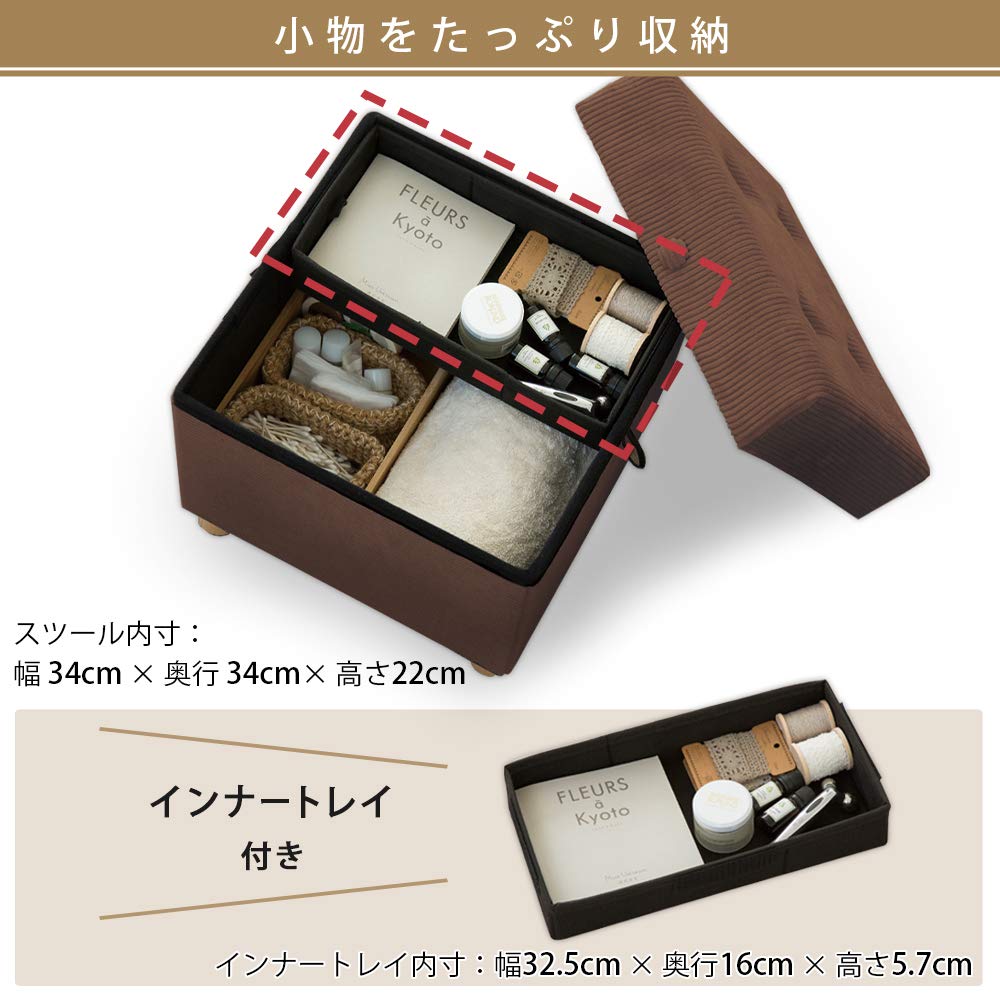 小物をたっぷり収納
FLEURS
à
Kyoto
スツール内寸：
幅 34cm × 奥行 34cm× 高さ22cm
インナートレイ
付き
FLEURS
à
Kyoto
インナートレイ内寸：幅32.5cm × 奥行16cm × 高さ5.7cm